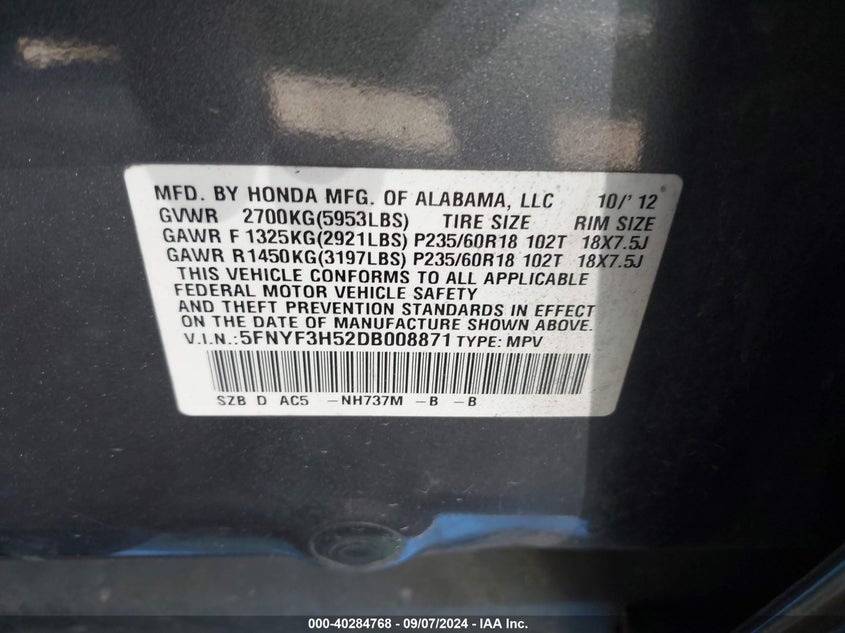 MFD. BY HONDA MFG. OF ALABAMA, LLC 10/'12
GVWR 2700KG(5953LBS) TIRE SIZE RIM SIZE
GAWR F 1325KG(2921LBS) P235/60R18 102T 18X7.5J
GAWR R1450KG(3197LBS) P235/60R18 102T 18X7.5J
THIS VEHICLE CONFORMS TO ALL APPLICABLE
FEDERAL MOTOR VEHICLE SAFETY
AND THEFT PREVENTION STANDARDS IN EFFECT
ON THE DATE OF MANUFACTURE SHOWN ABOVE.
V.I.N.:5FNYF3H52DB008871 TYPE: MPV
SZB D AC5 -NH737M -B -B
000-40284768 - 09/07/2024 - IAA Inc.